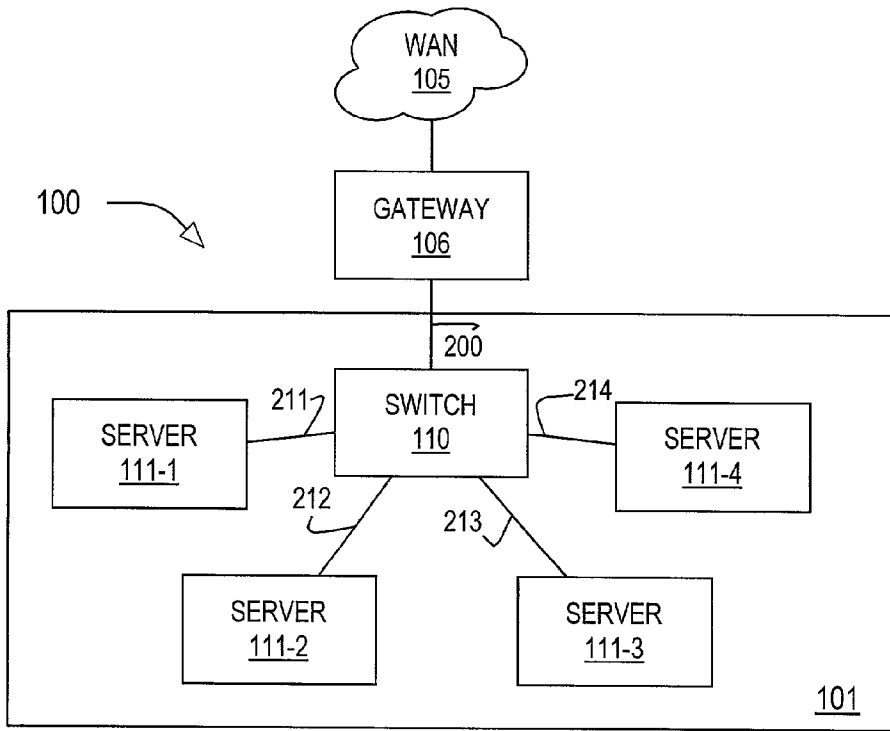 WAN
105
100
GATEWAY
106
200
211
SWITCH
110
214
SERVER
111-1
SERVER
111-4
212
213
SERVER
111-2
SERVER
111-3
101